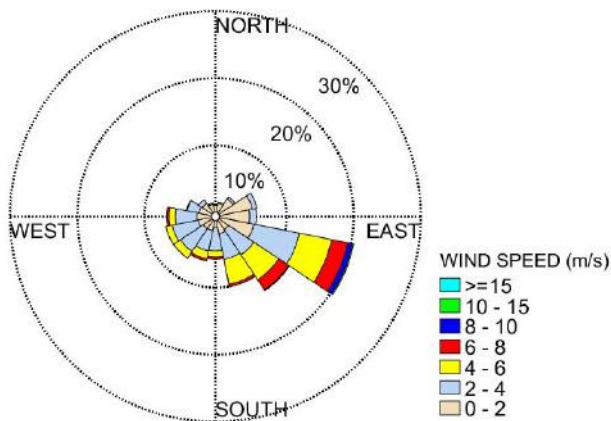 NORTH
30%
20%
10%
WEST
EAST
SOUTH
WIND SPEED (m/s)
>=15
10 - 15
8 - 10
6 - 8
4 - 6
2 - 4
0 - 2